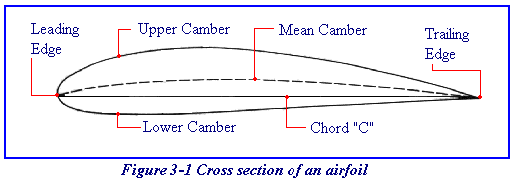 Leading
Edge
Upper Camber
Mean Camber
Trailing
Edge
Lower Camber
Chord "C"
Figure 3-1 Cross section of an airfoil